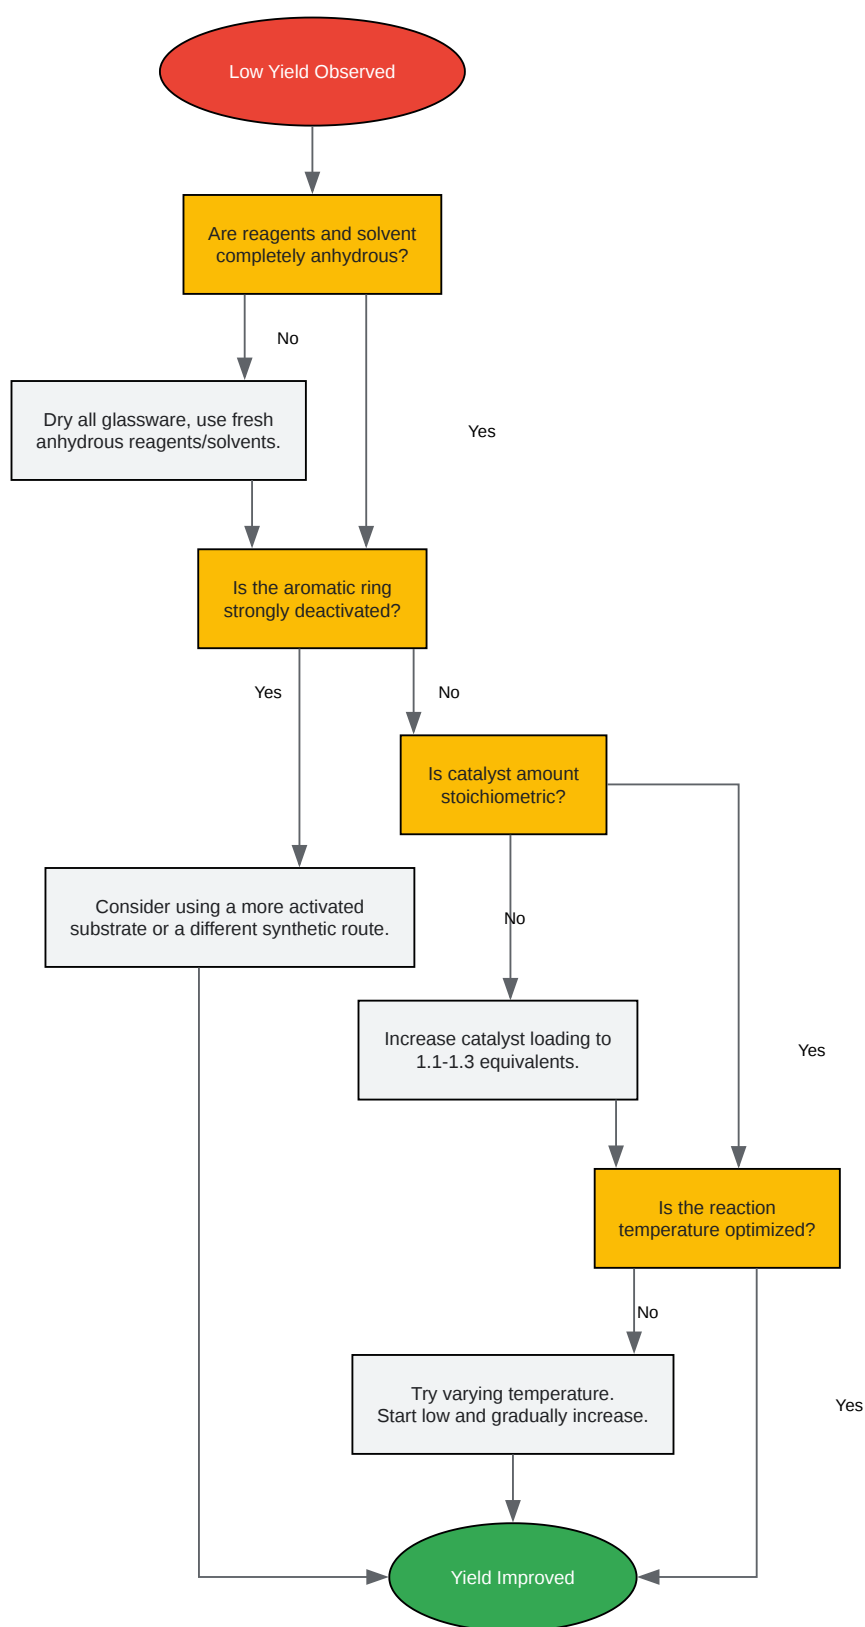 Low Yield Observed
Are reagents and solvent
completely anhydrous?
No
Dry all glassware, use fresh
anhydrous reagents/solvents.
Yes
Is the aromatic ring
strongly deactivated?
Yes
No
Is catalyst amount
stoichiometric?
Consider using a more activated
substrate or a different synthetic route.
No
Increase catalyst loading to
1.1-1.3 equivalents.
Yes
Is the reaction
temperature optimized?
No
Try varying temperature.
Start low and gradually increase.
Yes
Yield Improved